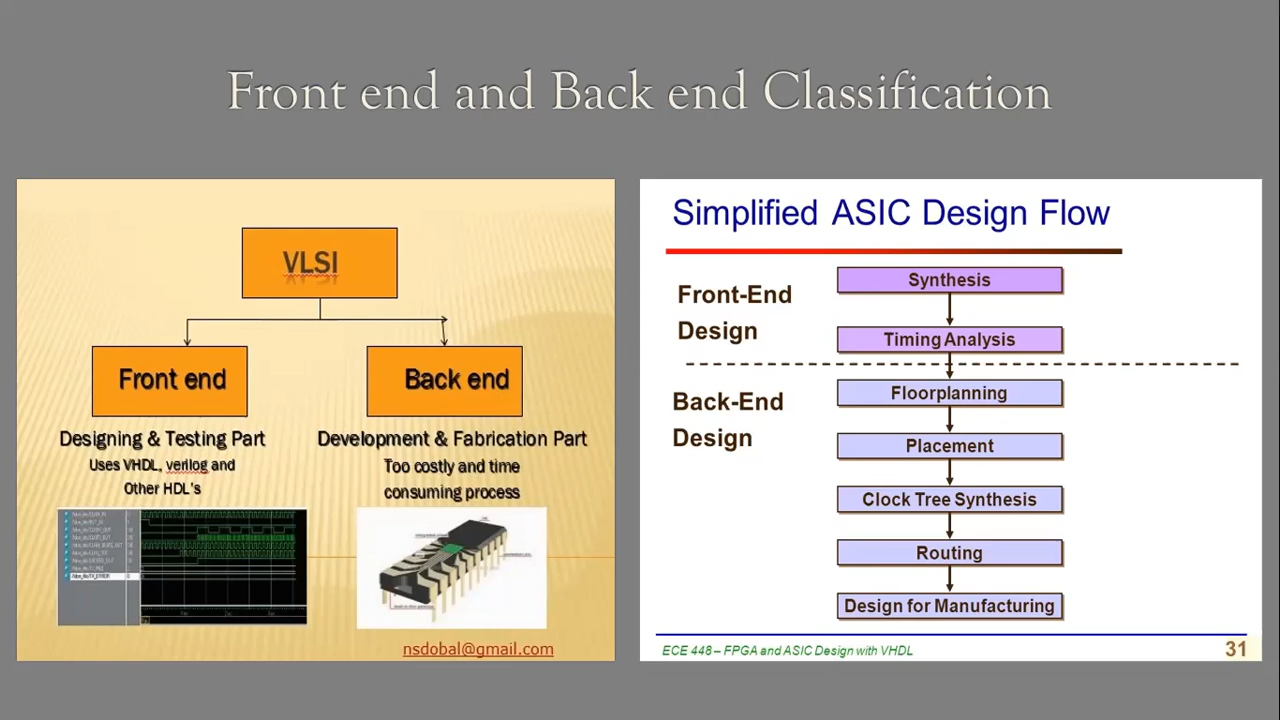 Front end and Back end Classification
VLSI
Front end
Back end
Designing & Testing Part
Uses VHDL, verilog and
Other HDL's
Development & Fabrication Part
Too costly and time
consuming process
nsdobal@gmail.com
Simplified ASIC Design Flow
Front-End
Design
Synthesis
Timing Analysis
Back-End
Design
Floorplanning
Placement
Clock Tree Synthesis
Routing
Design for Manufacturing
ECE 448 – FPGA and ASIC Design with VHDL
31